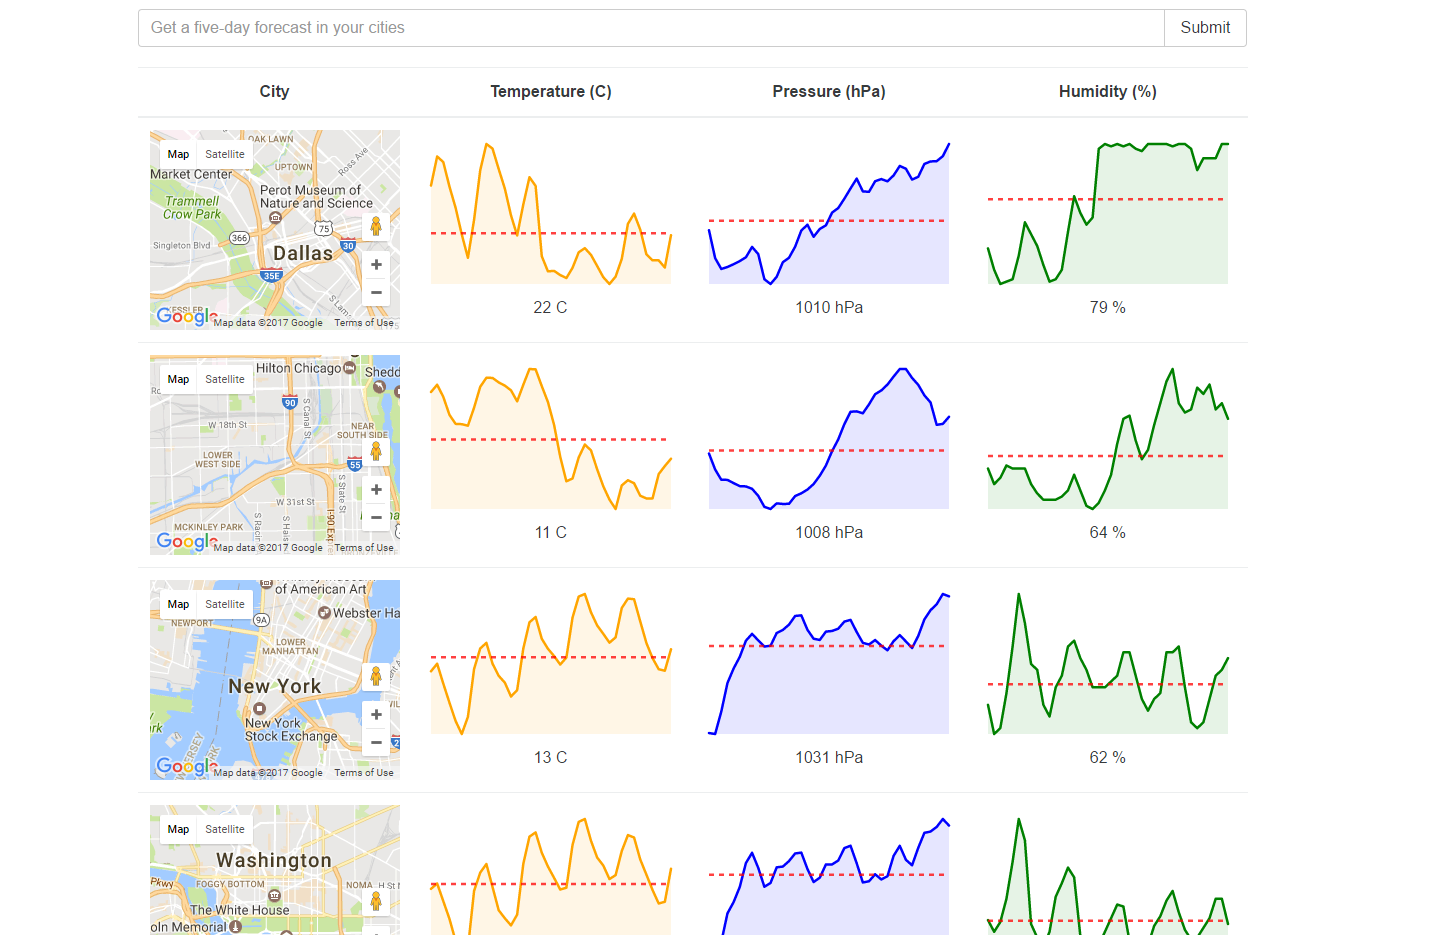 Get a five-day forecast in your cities
Submit
City
Temperature (C)
Pressure (hPa)
Humidity (%)
OAK LAWN
Map
Satellite
Ross Ave
Market Center
UPTOWN
Perot Museum of
Nature and Science
Trammell
Crow Park
75
366
Singleton Blvd
30
Dallas
35E
S Lam
Google
Map data ©2017 Google
Terms of Use
22 C
1010 hPa
79 %
Hilton Chicago
Shedd
Map
Satellite
90
S Canal St
W 18th St
NEAR
SOUTH SIDE
LOWER
WEST SIDE
55
S State St
W 31st St
MCKINLEY PARK
Google
Map data ©2017 Google
Terms of Use
11 C
1008 hPa
64 %
of American Art
Map
Satellite
Webster Ha
NEWPORT
9A
LOWER
MANHATTAN
New York
New York
Stock Exchange
Google
Map data ©2017 Google
Terms of Use
13 C
1031 hPa
62 %
Map
Satellite
Washington
Pkwy
FOGGY BOTTOM
NOMA
H St
The White House
oln Memorial